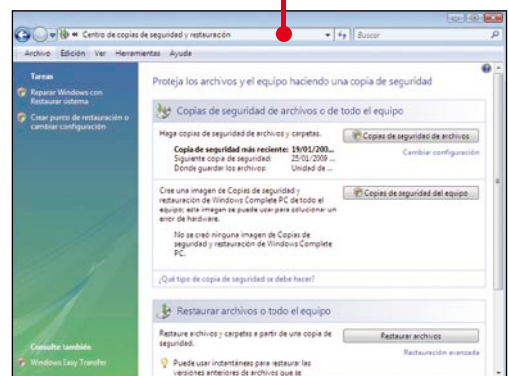 Centro de copias de seguridad y restauración
Buscar
Archivo Edición Ver Herramientas Ayuda
Tareas
Reparar Windows con
Restaurar sistema
Crear punto de restauración o
cambiar configuración
Proteja los archivos y el equipo haciendo una copia de seguridad
Copias de seguridad de archivos o de todo el equipo
Haga copias de seguridad de archivos y carpetas.
Copias de seguridad de archivos
Copia de seguridad más reciente: 19/01/200...
Cambiar configuración
Siguiente copia de seguridad: 25/01/2009 ...
Dónde guardar los archivos: Unidad de ...
Cree una imagen de Copias de seguridad y
restauración de Windows Complete PC de todo el
equipo; esta imagen se puede usar para solucionar un
error de hardware.
Copias de seguridad del equipo
No se creó ninguna imagen de Copias de
seguridad y restauración de Windows Complete
PC.
¿Qué tipo de copia de seguridad se debe hacer?
Restaurar archivos o todo el equipo
Restaure archivos y carpetas a partir de una copia de
seguridad.
Restaurar archivos
Restauración avanzada
Puede usar instantáneas para restaurar las
versiones anteriores de archivos que se
Consulte también
Windows Easy Transfer